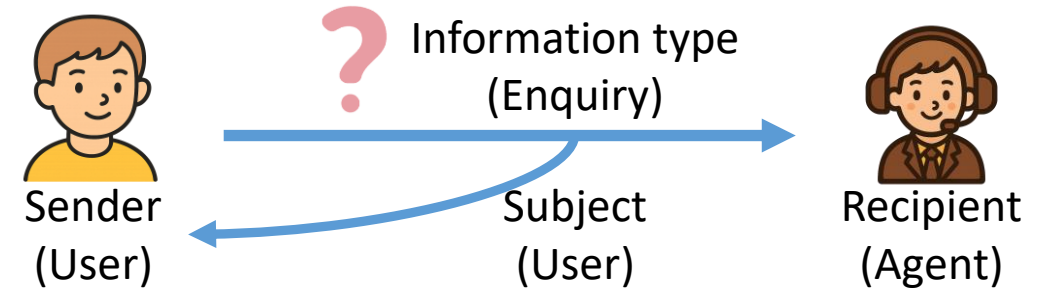 ?
Information type
(Enquiry)
Sender
(User)
Subject
(User)
Recipient
(Agent)